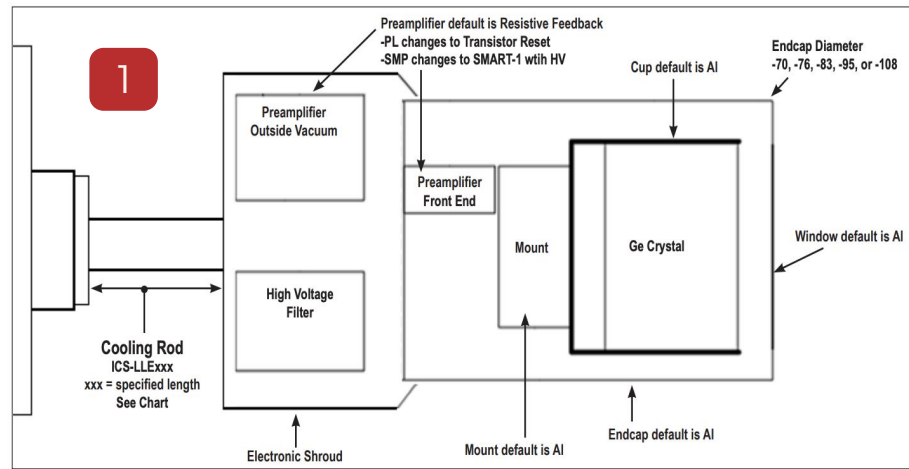 1
Preamplifier default is Resistive Feedback
-PL changes to Transistor Reset
-SMP changes to SMART-1 wtih HV
Endcap Diameter
-70, -76, -83, -95, or -108
Cup default is Al
Preamplifier
Outside Vacuum
Preamplifier
Front End
Mount
Ge Crystal
Window default is Al
High Voltage
Filter
Cooling Rod
ICS-LLExxx
xxx = specified length
See Chart
Electronic Shroud
Mount default is Al
Endcap default is Al